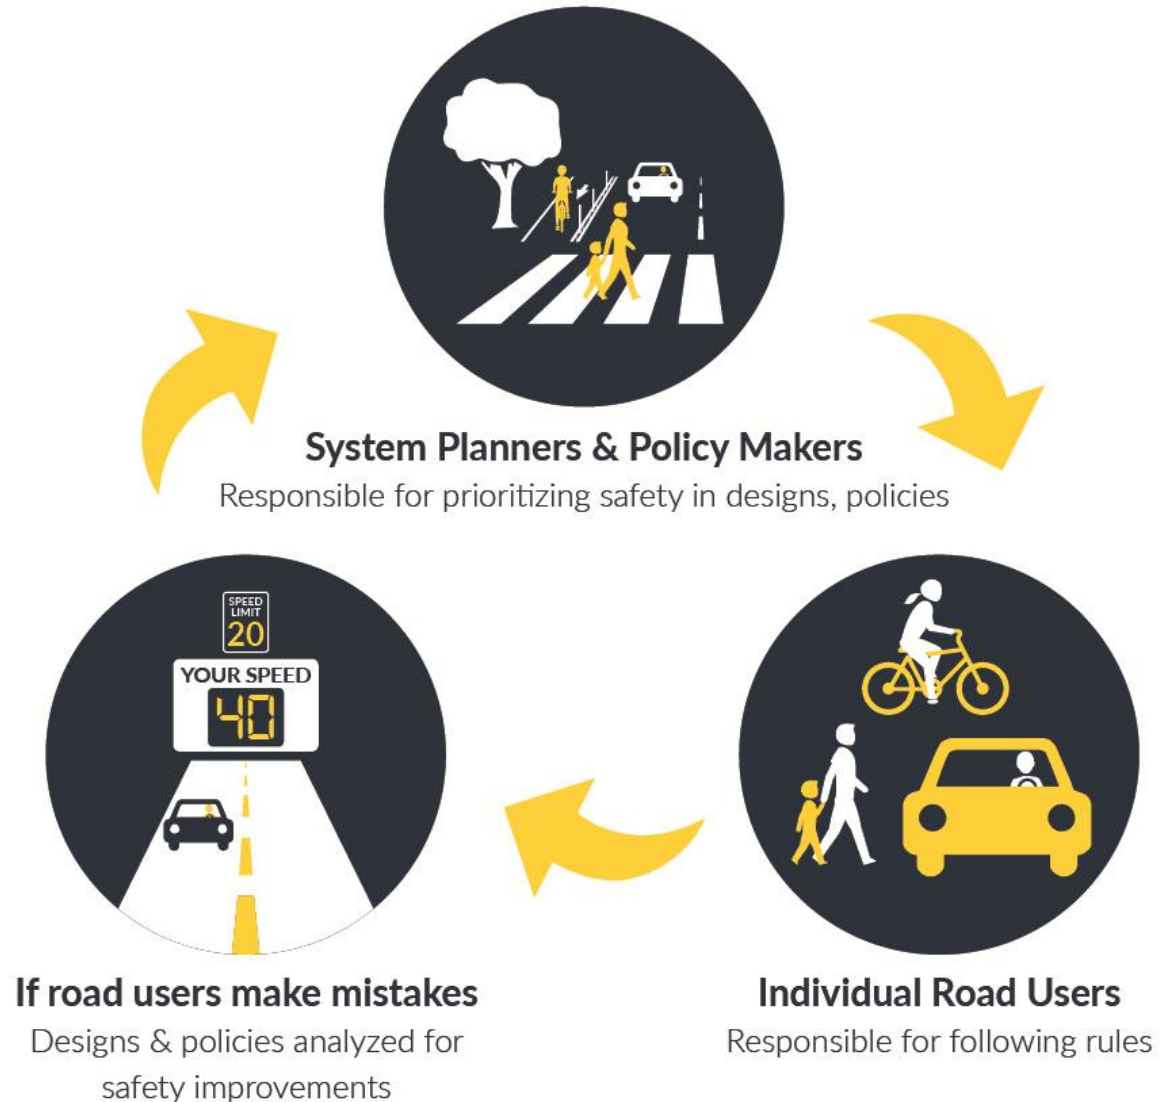 System Planners & Policy Makers
Responsible for prioritizing safety in designs, policies
SPEED
LIMIT
20
YOUR SPEED
40
If road users make mistakes
Designs & policies analyzed for
safety improvements
Individual Road Users
Responsible for following rules